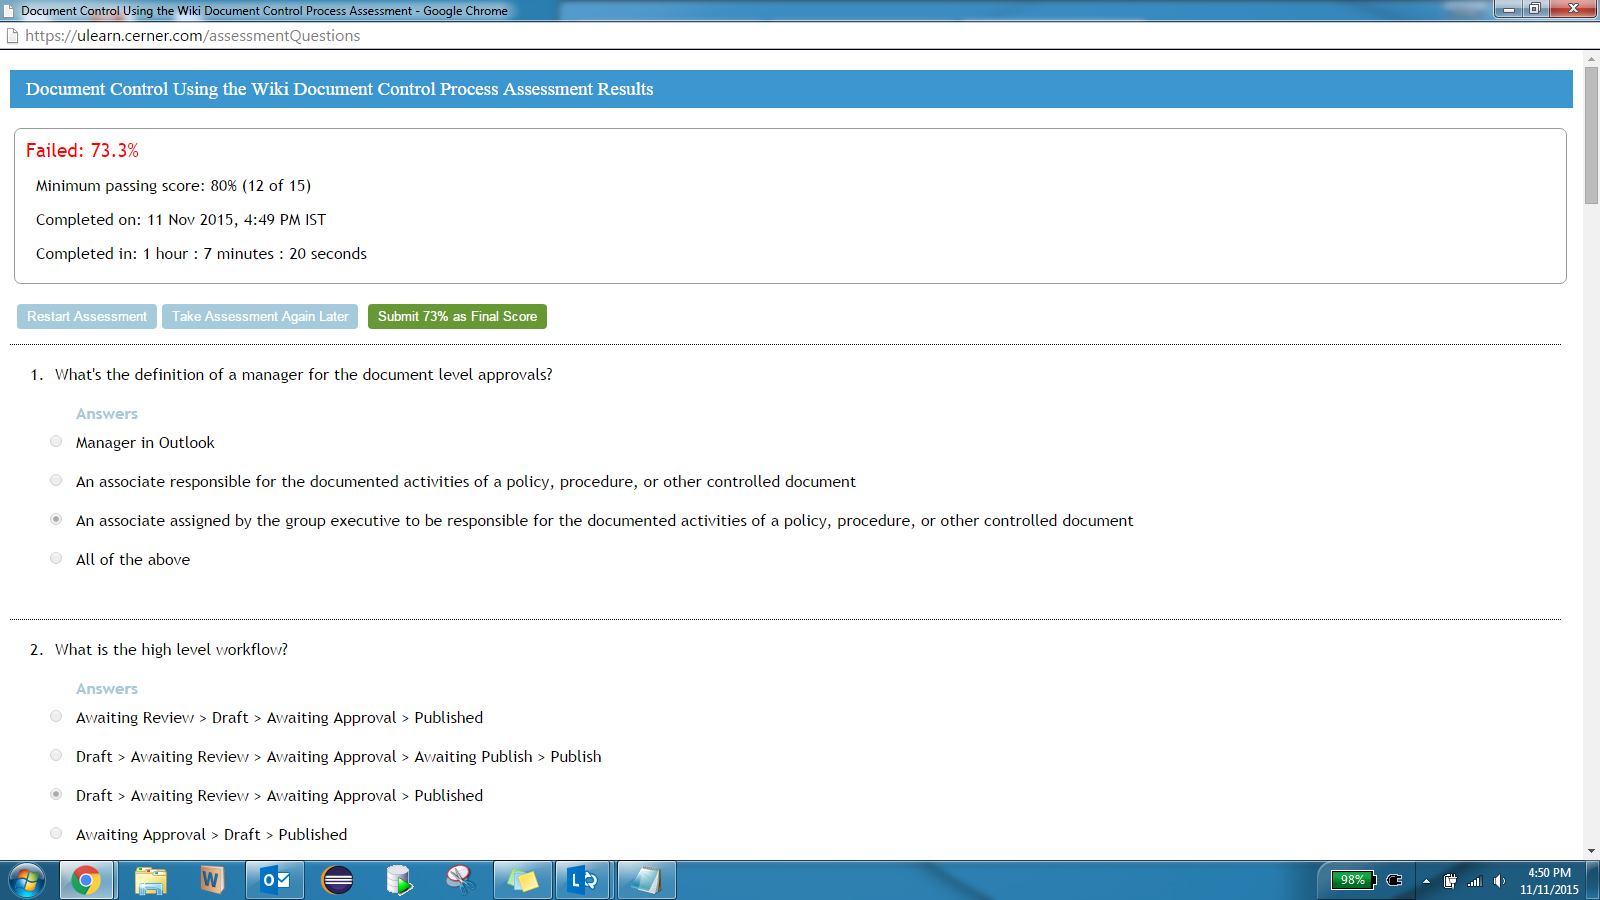 Document Control Using the Wiki Document Control Process Assessment - Google Chrome
https://ulearn.cerner.com/assessmentQuestions
Document Control Using the Wiki Document Control Process Assessment Results
Failed: 73.3%
Minimum passing score: 80% (12 of 15)
Completed on: 11 Nov 2015, 4:49 PM IST
Completed in: 1 hour : 7 minutes : 20 seconds
Restart Assessment Take Assessment Again Later Submit 73% as Final Score
1. What's the definition of a manager for the document level approvals?
Answers
Manager in Outlook
An associate responsible for the documented activities of a policy, procedure, or other controlled document
An associate assigned by the group executive to be responsible for the documented activities of a policy, procedure, or other controlled document
All of the above
2. What is the high level workflow?
Answers
Awaiting Review > Draft > Awaiting Approval > Published
Draft > Awaiting Review > Awaiting Approval > Awaiting Publish > Publish
Draft > Awaiting Review > Awaiting Approval > Published
Awaiting Approval > Draft > Published
98%
4:50 PM
11/11/2015